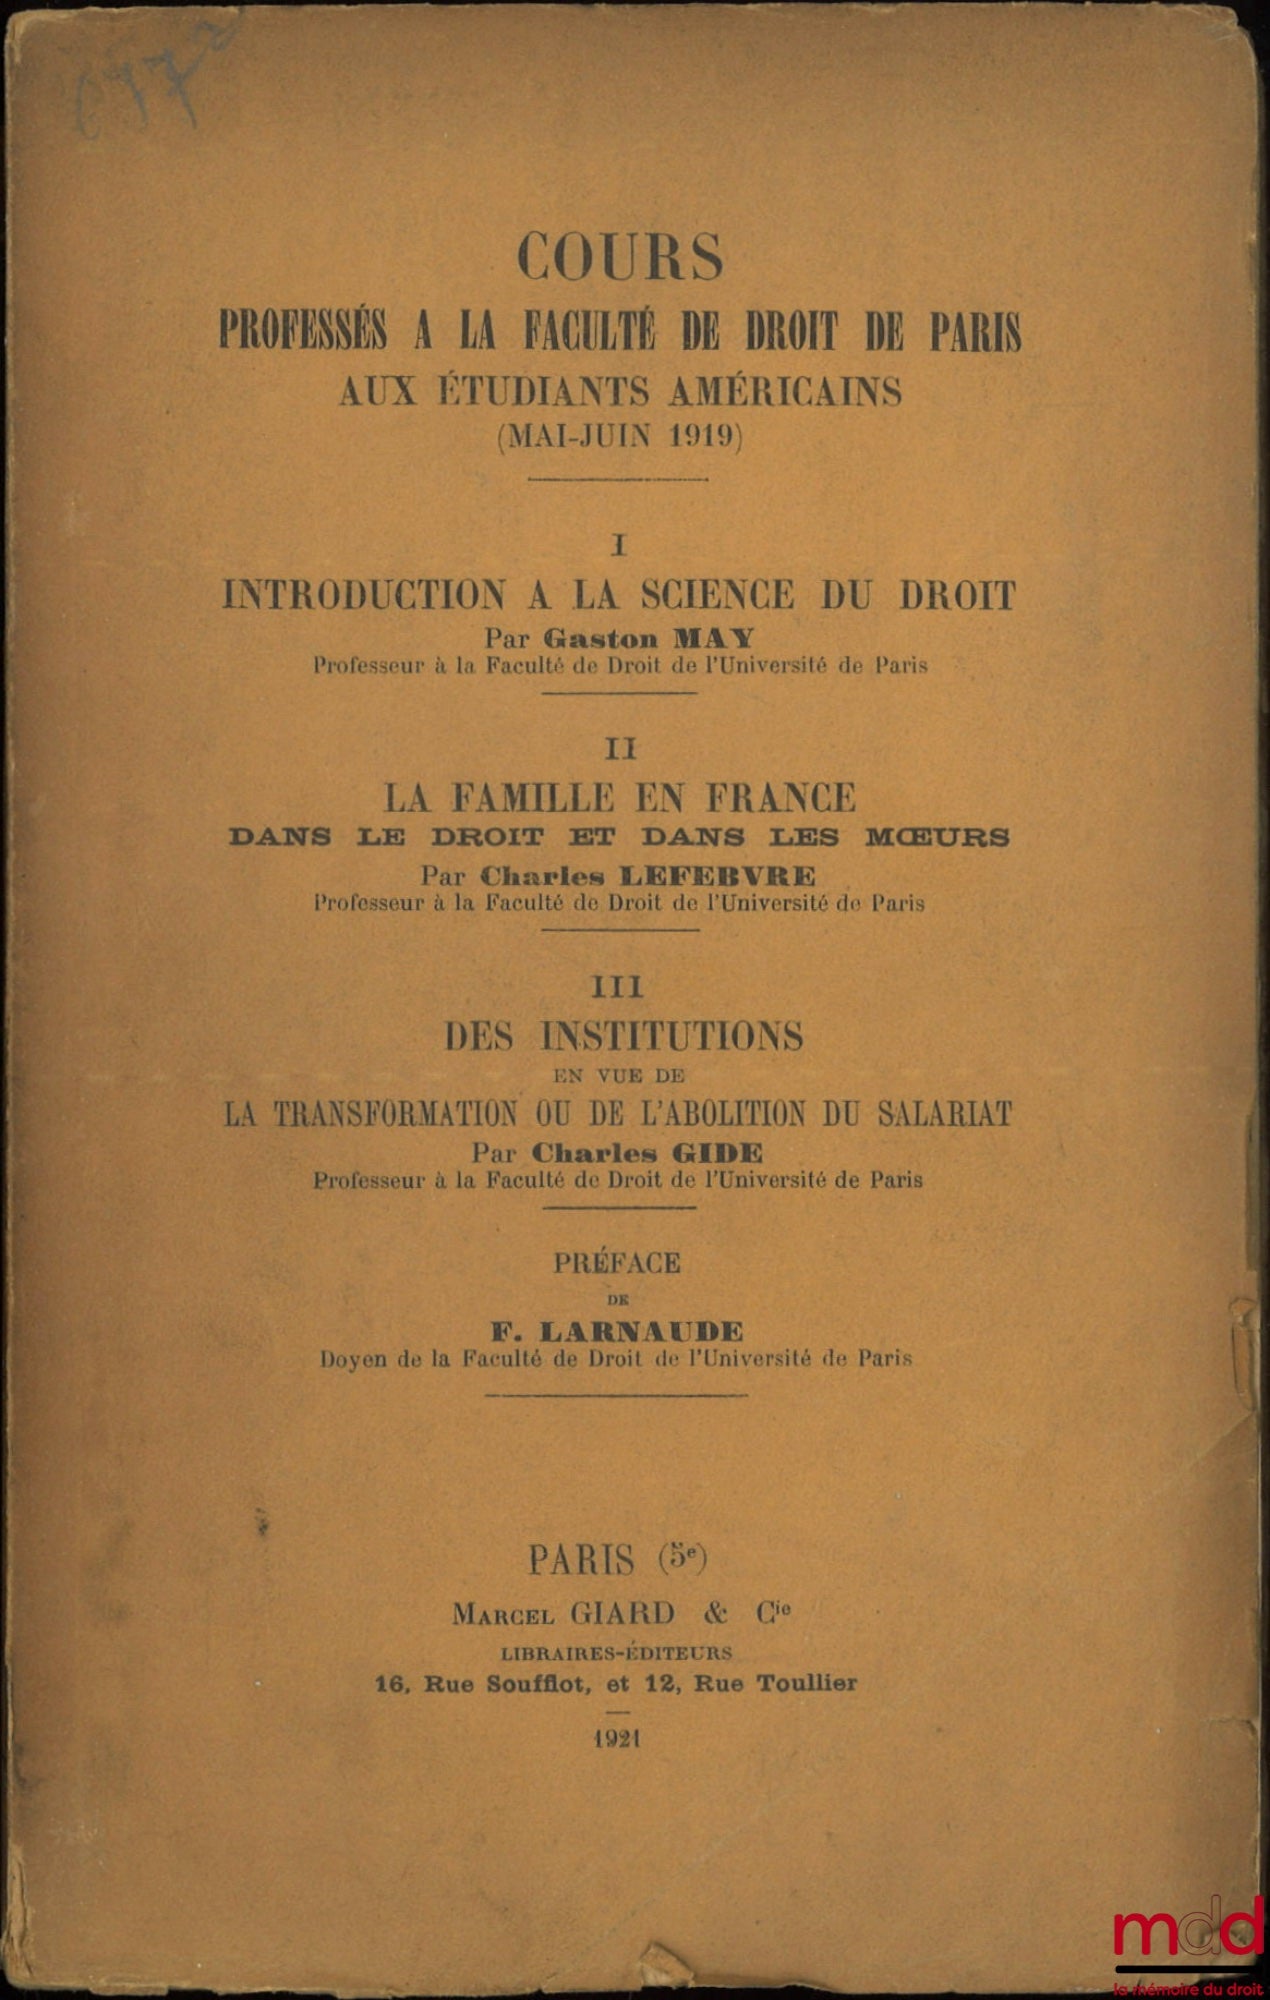 COURS
PROFESSÉS A LA FACULTÉ DE DROIT DE PARIS
AUX ÉTUDIANTS AMÉRICAINS
(MAI-JUIN 1919)
I
INTRODUCTION A LA SCIENCE DU DROIT
Par Gaston MAY
Professeur à la Faculté de Droit de l'Université de Paris
II
LA FAMILLE EN FRANCE
DANS LE DROIT ET DANS LES MŒURS
Par Charles LEFEBVRE
Professeur à la Faculté de Droit de l'Université de Paris
III
DES INSTITUTIONS
EN VUE DE
LA TRANSFORMATION OU DE L'ABOLITION DU SALARIAT
Par Charles GIDE
Professeur à la Faculté de Droit de l'Université de Paris
PRÉFACE
DE
F. LARNAUDE
Doyen de la Faculté de Droit de l'Université de Paris
PARIS (5e)
MARCEL GIARD & Cie
LIBRAIRES-ÉDITEURS
16, Rue Soufflot, et 12, Rue Toullier
1921
mdd
la mémoire du droit